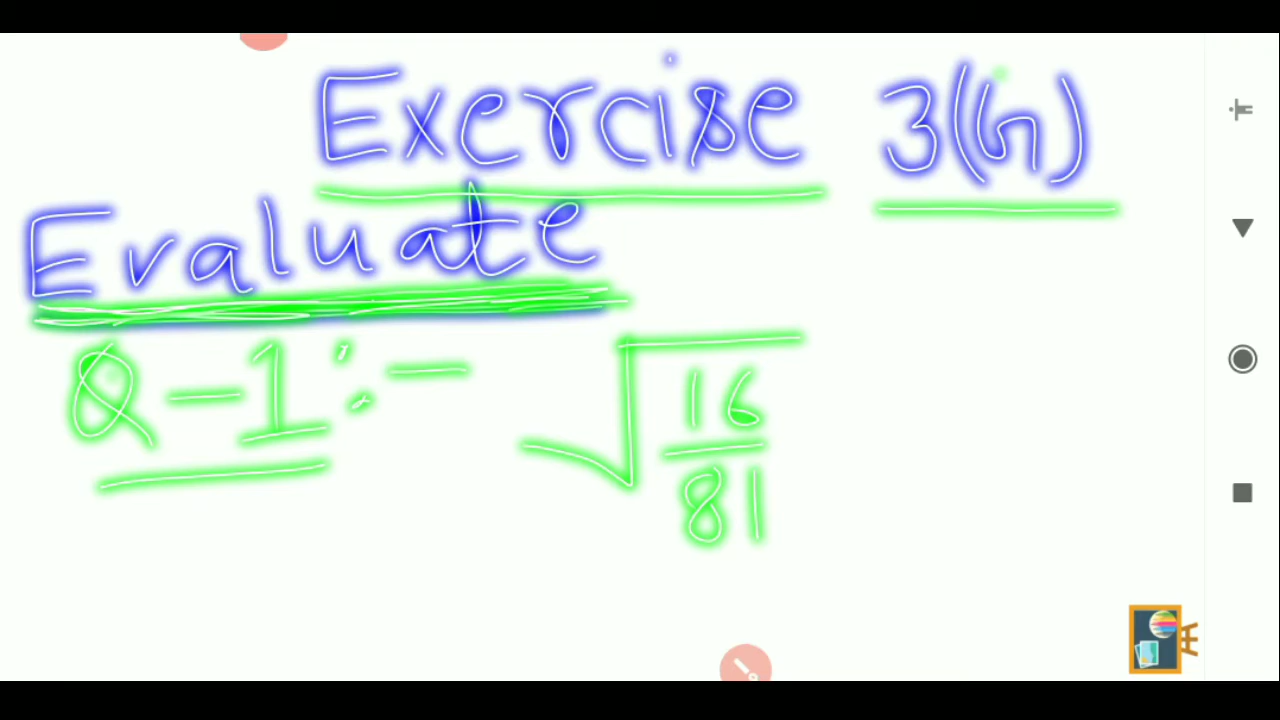 Exercise 3(G)
Evaluate
Q-1:- √16/81